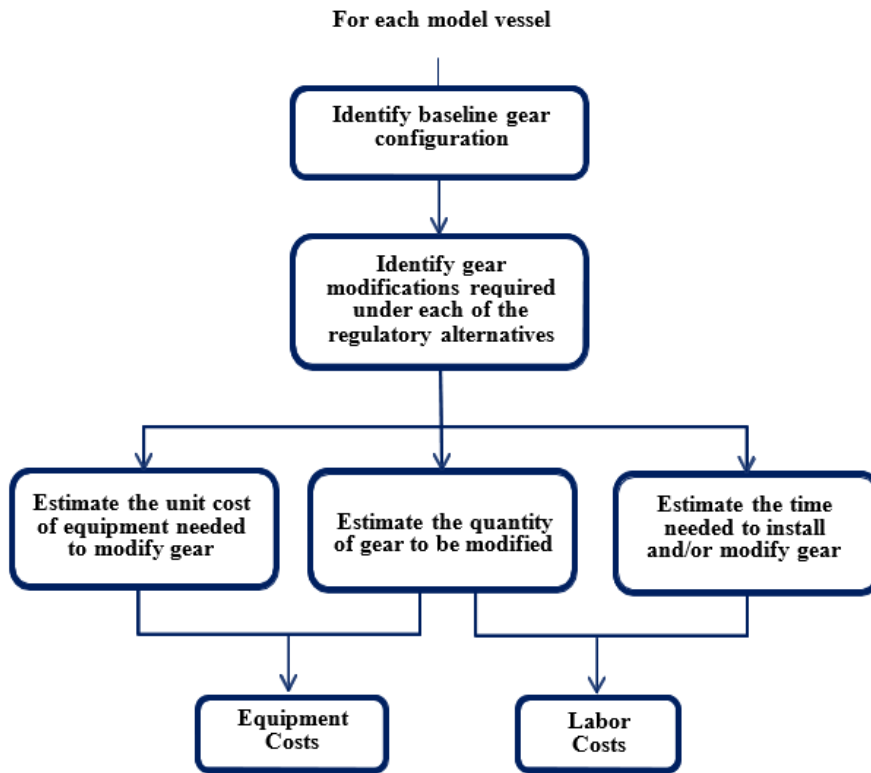 For each model vessel
Identify baseline gear
configuration
Identify gear
modifications required
under each of the
regulatory alternatives
Estimate the unit cost
of equipment needed
to modify gear
Estimate the quantity
of gear to be modified
Estimate the time
needed to install
and/or modify gear
Equipment
Costs
Labor
Costs